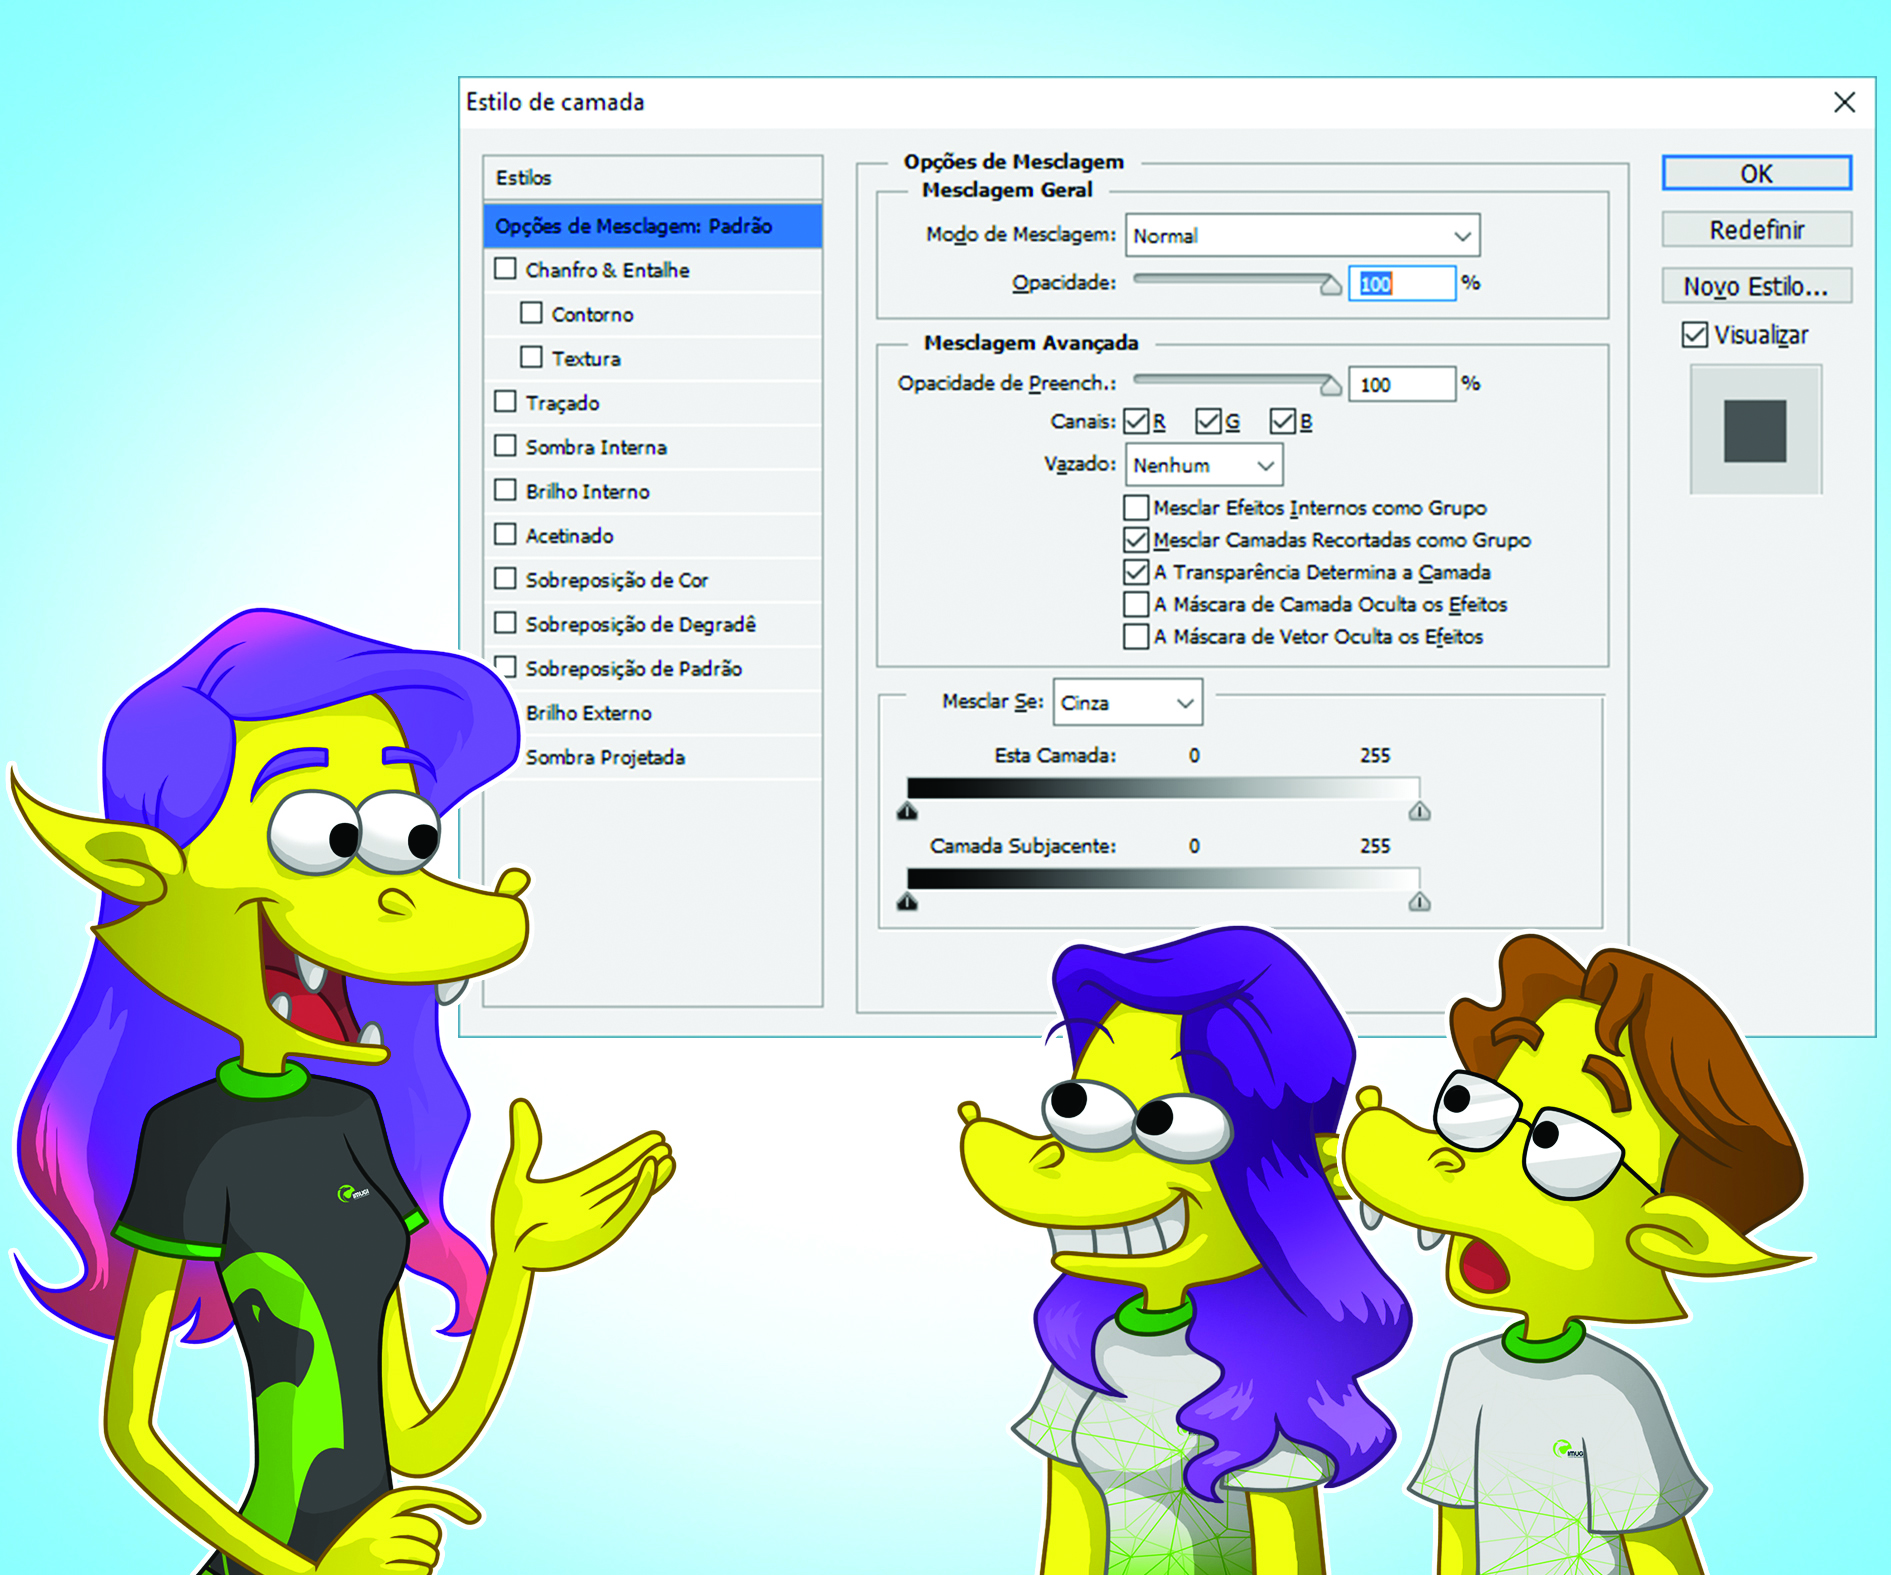 Estilo de camada
Estilos
Opções de Mesclagem: Padrão
Chanfro & Entalhe
Contorno
Textura
Traçado
Sombra Interna
Brilho Interno
Acetinado
Sobreposição de Cor
Sobreposição de Degradê
Sobreposição de Padrão
Brilho Externo
Sombra Projetada
Opções de Mesclagem
Mesclagem Geral
Modo de Mesclagem: Normal
Opacidade: 100 %
Mesclagem Avançada
Opacidade de Preench.: 100 %
Canais: R G B
Vazado: Nenhum
Mesclar Efeitos Internos como Grupo
Mesclar Camadas Recortadas como Grupo
A Transparência Determina a Camada
A Máscara de Camada Oculta os Efeitos
A Máscara de Vetor Oculta os Efeitos
Mesclar Se: Cinza
Esta Camada: 0 255
Camada Subjacente: 0 255
OK
Redefinir
Novo Estilo...
Visualizar
IMUGI
IMUGI